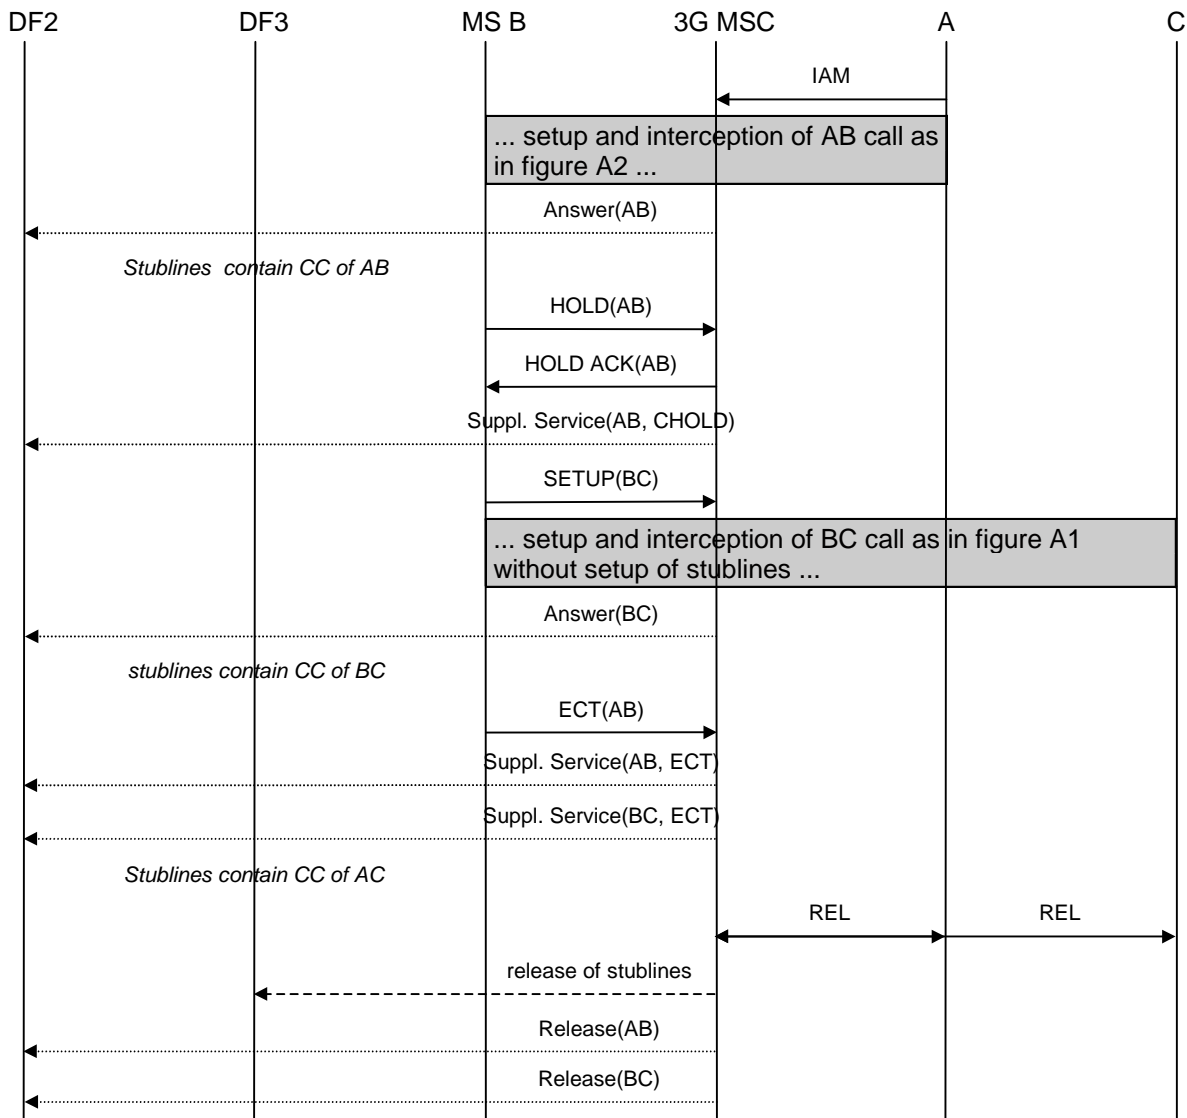 DF2 DF3 MS B 3G MSC A C
IAM
... setup and interception of AB call as
in figure A2 ...
Answer(AB)
Stublines contain CC of AB
HOLD(AB)
HOLD ACK(AB)
Suppl. Service(AB, CHOLD)
SETUP(BC)
... setup and interception of BC call as in figure A1
without setup of stublines ...
Answer(BC)
stublines contain CC of BC
ECT(AB)
Suppl. Service(AB, ECT)
Suppl. Service(BC, ECT)
Stublines contain CC of AC
REL REL
release of stublines
Release(AB)
Release(BC)